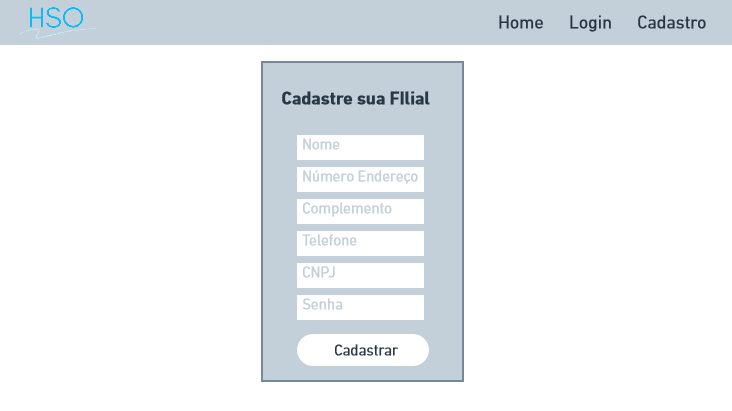 HSO
Home Login Cadastro
Cadastre sua FIlial
Nome
Número Endereço
Complemento
Telefone
CNPJ
Senha
Cadastrar